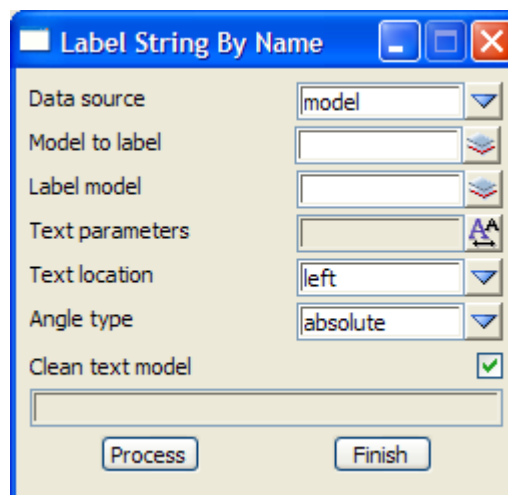 Label String By Name
Data source model
Model to label
Label model
Text parameters
Text location left
Angle type absolute
Clean text model
Process Finish